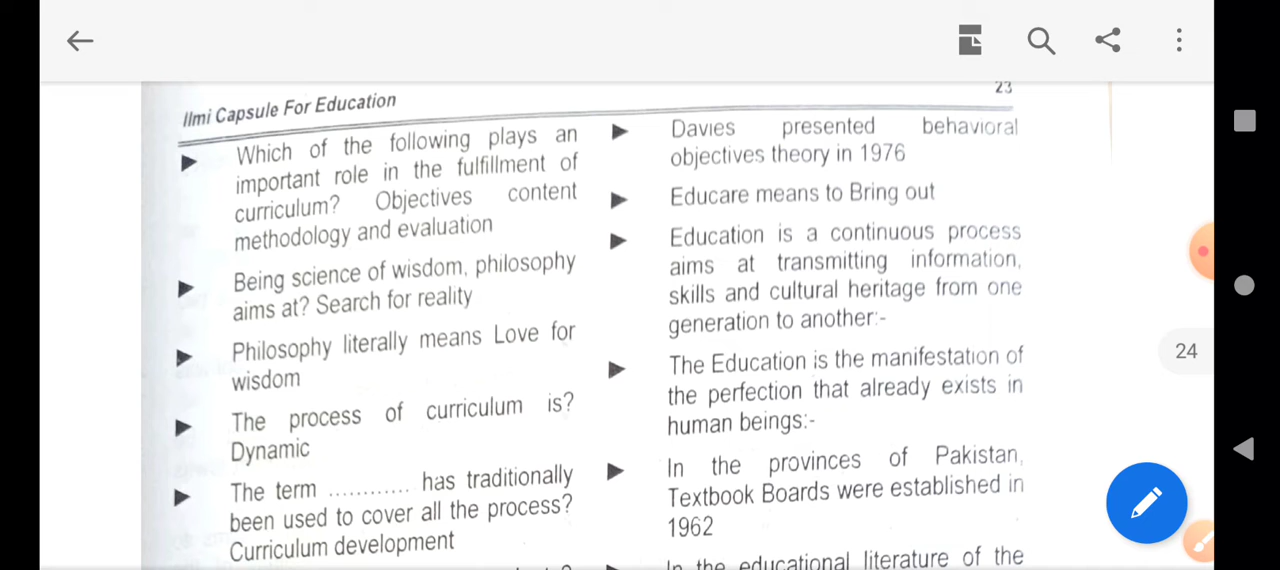 Ilmi Capsule For Education
23
Which of the following plays an
important role in the fulfillment of
curriculum? Objectives content
methodology and evaluation
Being science of wisdom, philosophy
aims at? Search for reality
Philosophy literally means Love for
wisdom
The process of curriculum is?
Dynamic
The term ............ has traditionally
been used to cover all the process?
Curriculum development
Davies presented behavioral
objectives theory in 1976
Educare means to Bring out
Education is a continuous process
aims at transmitting information,
skills and cultural heritage from one
generation to another:-
The Education is the manifestation of
the perfection that already exists in
human beings:-
In the provinces of Pakistan,
Textbook Boards were established in
1962
In the educational literature of the
24